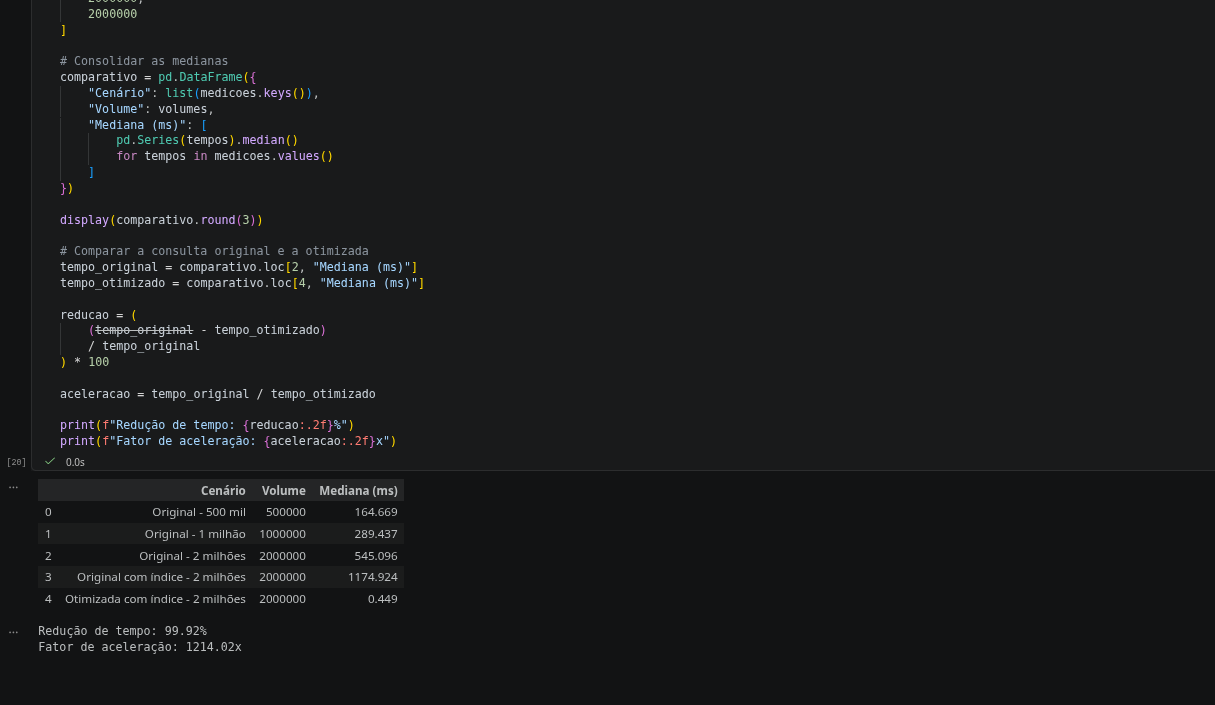 2000000,
2000000
]
# Consolidar as medianas
comparativo = pd.DataFrame({
"Cenário": list(medicoes.keys()),
"Volume": volumes,
"Mediana (ms)": [
pd.Series(tempos).median()
for tempos in medicoes.values()
]
})
display(comparativo.round(3))
# Comparar a consulta original e a otimizada
tempo_original = comparativo.loc[2, "Mediana (ms)"]
tempo_otimizado = comparativo.loc[4, "Mediana (ms)"]
reducao = (
(tempo_original - tempo_otimizado)
/ tempo_original
) * 100
aceleracao = tempo_original / tempo_otimizado
print(f"Redução de tempo: {reducao:.2f}%")
print(f"Fator de aceleração: {aceleracao:.2f}x")
[20] 0.0s
... Cenário Volume Mediana (ms)
0 Original - 500 mil 500000 164.669
1 Original - 1 milhão 1000000 289.437
2 Original - 2 milhões 2000000 545.096
3 Original com índice - 2 milhões 2000000 1174.924
4 Otimizada com índice - 2 milhões 2000000 0.449
... Redução de tempo: 99.92%
Fator de aceleração: 1214.02x